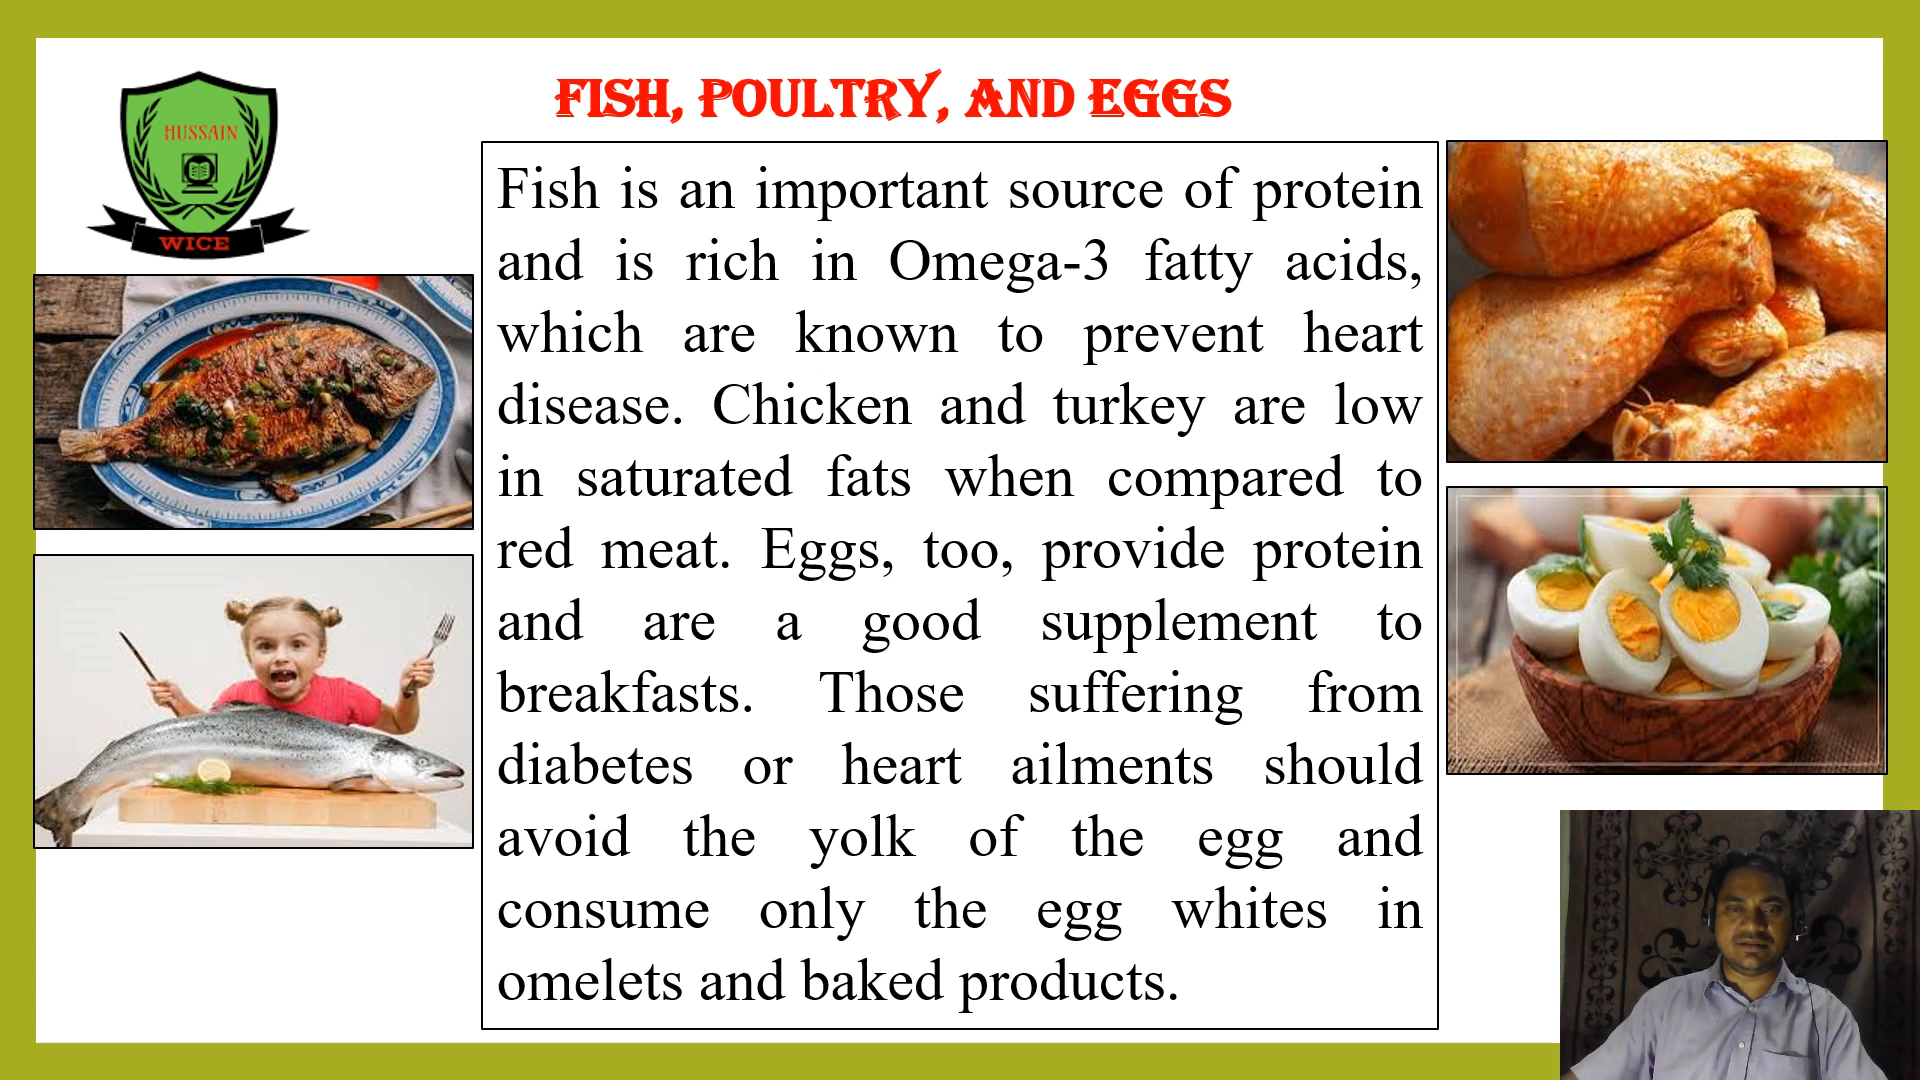 HUSSAIN
WICE
FISH, POULTRY, AND EGGS
Fish is an important source of protein
and is rich in Omega-3 fatty acids,
which are known to prevent heart
disease. Chicken and turkey are low
in saturated fats when compared to
red meat. Eggs, too, provide protein
and are a good supplement to
breakfasts. Those suffering from
diabetes or heart ailments should
avoid the yolk of the egg and
consume only the egg whites in
omelets and baked products.